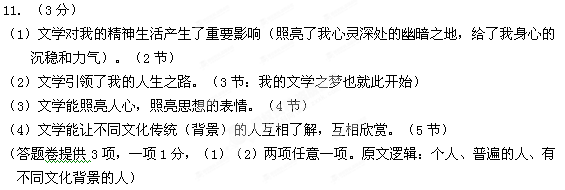 11. （3分）
（1）文学对我的精神生活产生了重要影响（照亮了我心灵深处的幽暗之地，给了我身心的
沉稳和力气）。（2节）
（2）文学引领了我的人生之路。（3节：我的文学之梦也就此开始）
（3）文学能照亮人心，照亮思想的表情。（4节）
（4）文学能让不同文化传统（背景）的人互相了解，互相欣赏。（5节）
（答题卷提供3项，一项1分，（1）（2）两项任意一项。原文逻辑：个人、普遍的人、有
不同文化背景的人）